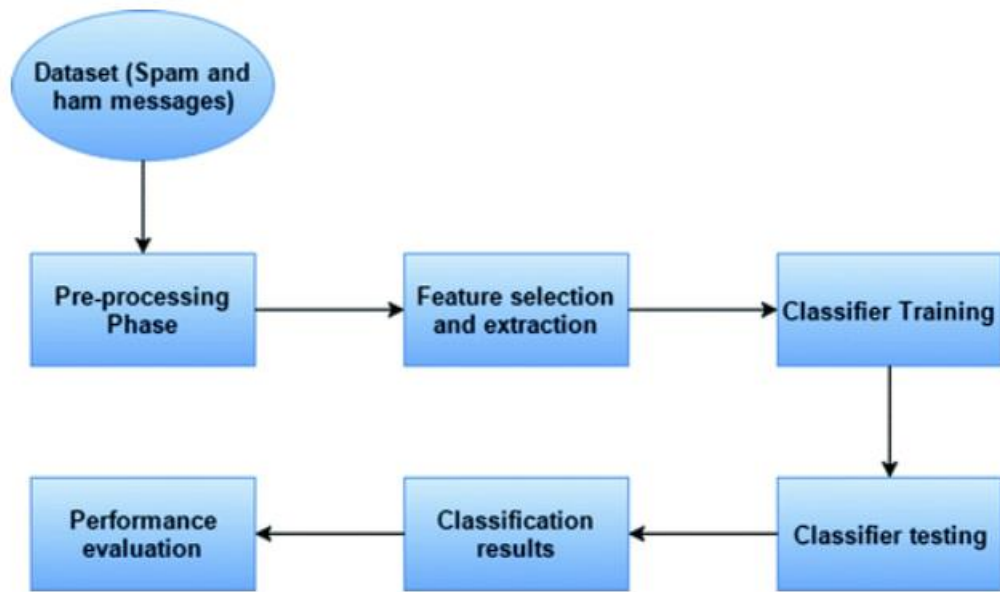 Dataset (Spam and
ham messages)
Pre-processing
Phase
Feature selection
and extraction
Classifier Training
Performance
evaluation
Classification
results
Classifier testing